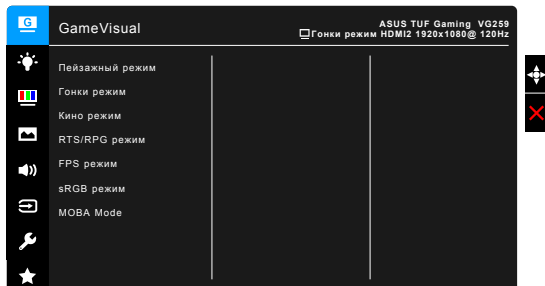 G
GameVisual
ASUS TUF Gaming VG259
Гонки режим HDMI2 1920x1080@ 120Hz
Пейзажный режим
Гонки режим
Кино режим
RTS/RPG режим
FPS режим
sRGB режим
MOBA Mode